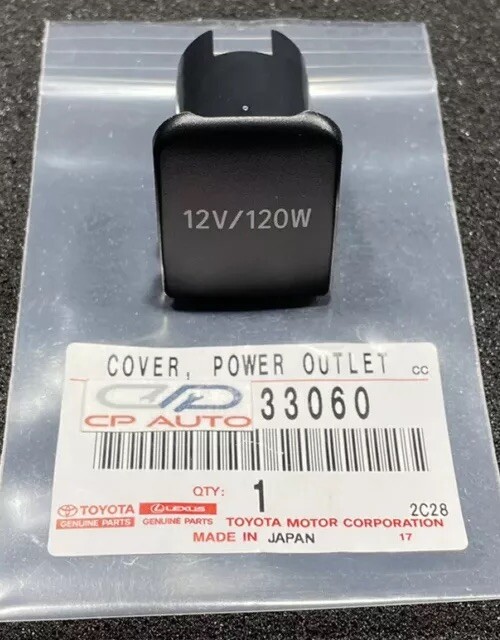 12V/120W
COVER, POWER OUTLET CC
CP AUTO 33060
QTY: 1
2C28
TOYOTA LEXUS
GENUINE PARTS GENUINE PARTS TOYOTA MOTOR CORPORATION
MADE IN JAPAN 17